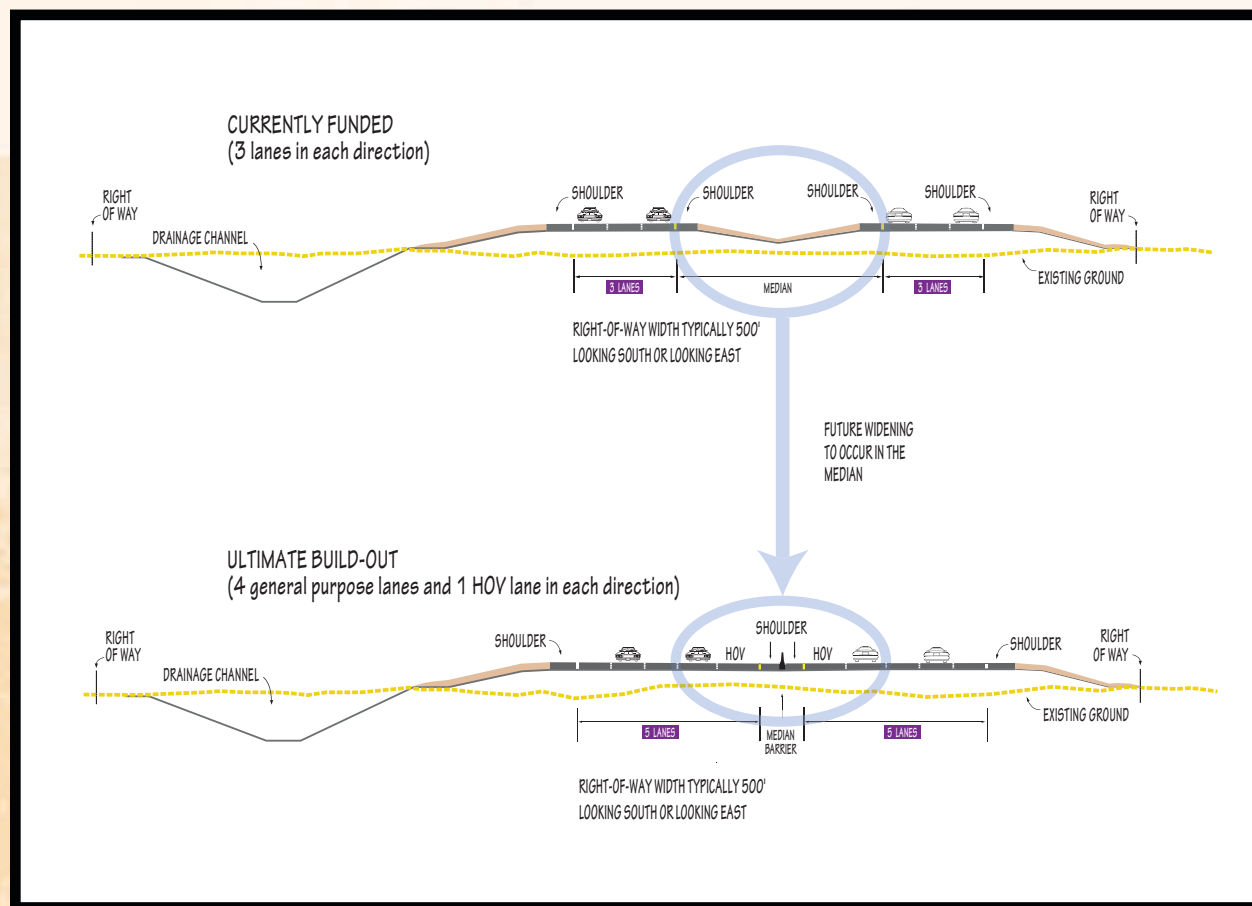 CURRENTLY FUNDED
(3 lanes in each direction)
RIGHT
OF WAY
DRAINAGE CHANNEL
SHOULDER
SHOULDER
SHOULDER
SHOULDER
RIGHT
OF WAY
EXISTING GROUND
3 LANES
MEDIAN
3 LANES
RIGHT-OF-WAY WIDTH TYPICALLY 500'
LOOKING SOUTH OR LOOKING EAST
FUTURE WIDENING
TO OCCUR IN THE
MEDIAN
ULTIMATE BUILD-OUT
(4 general purpose lanes and 1 HOV lane in each direction)
RIGHT
OF WAY
DRAINAGE CHANNEL
SHOULDER
SHOULDER
HOV
HOV
SHOULDER
RIGHT
OF WAY
EXISTING GROUND
5 LANES
MEDIAN
BARRIER
5 LANES
RIGHT-OF-WAY WIDTH TYPICALLY 500'
LOOKING SOUTH OR LOOKING EAST